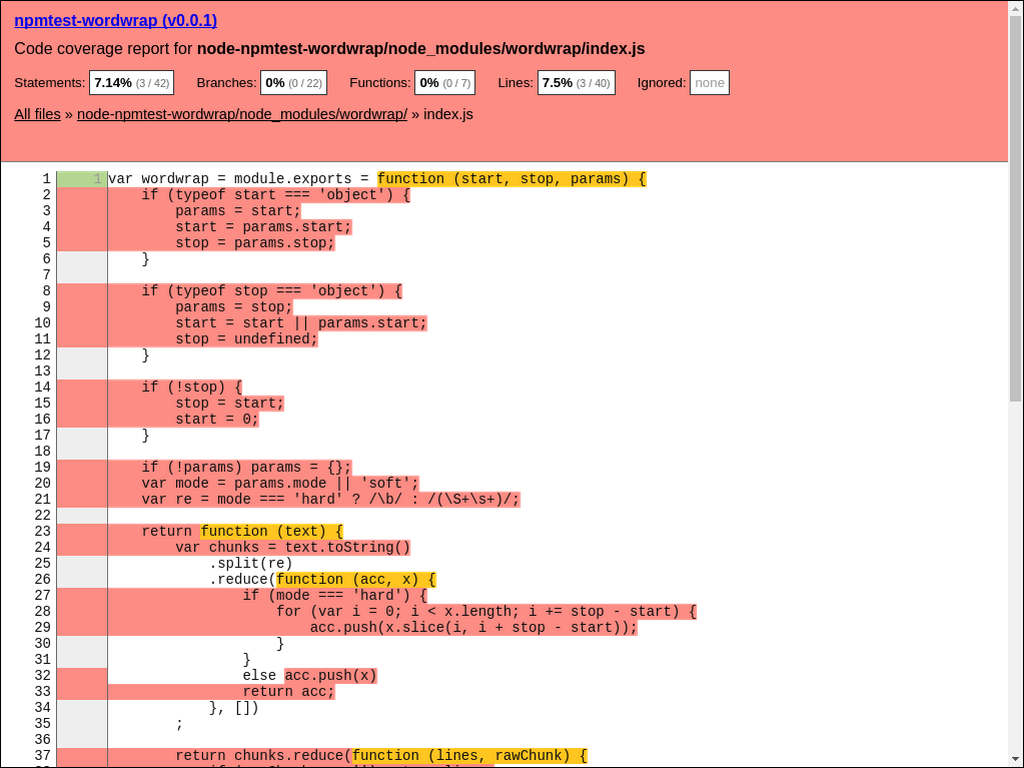 npmtest-wordwrap (v0.0.1)
Code coverage report for node-npmtest-wordwrap/node_modules/wordwrap/index.js
Statements: 7.14% (3 / 42) Branches: 0% (0 / 22) Functions: 0% (0 / 7) Lines: 7.5% (3 / 40) Ignored: none
All files » node-npmtest-wordwrap/node_modules/wordwrap/ » index.js
1 1 var wordwrap = module.exports = function (start, stop, params) {
2     if (typeof start === 'object') {
3         params = start;
4         start = params.start;
5         stop = params.stop;
6     }
7
8     if (typeof stop === 'object') {
9         params = stop;
10         start = start || params.start;
11         stop = undefined;
12     }
13
14     if (!stop) {
15         stop = start;
16         start = 0;
17     }
18
19     if (!params) params = {};
20     var mode = params.mode || 'soft';
21     var re = mode === 'hard' ? /\b/ : /(\S+\s+)/;
22
23     return function (text) {
24         var chunks = text.toString()
25             .split(re)
26             .reduce(function (acc, x) {
27                 if (mode === 'hard') {
28                     for (var i = 0; i < x.length; i += stop - start) {
29                         acc.push(x.slice(i, i + stop - start));
30                     }
31                 }
32                 else acc.push(x)
33                 return acc;
34             }, [])
35         ;
36
37         return chunks.reduce(function (lines, rawChunk) {